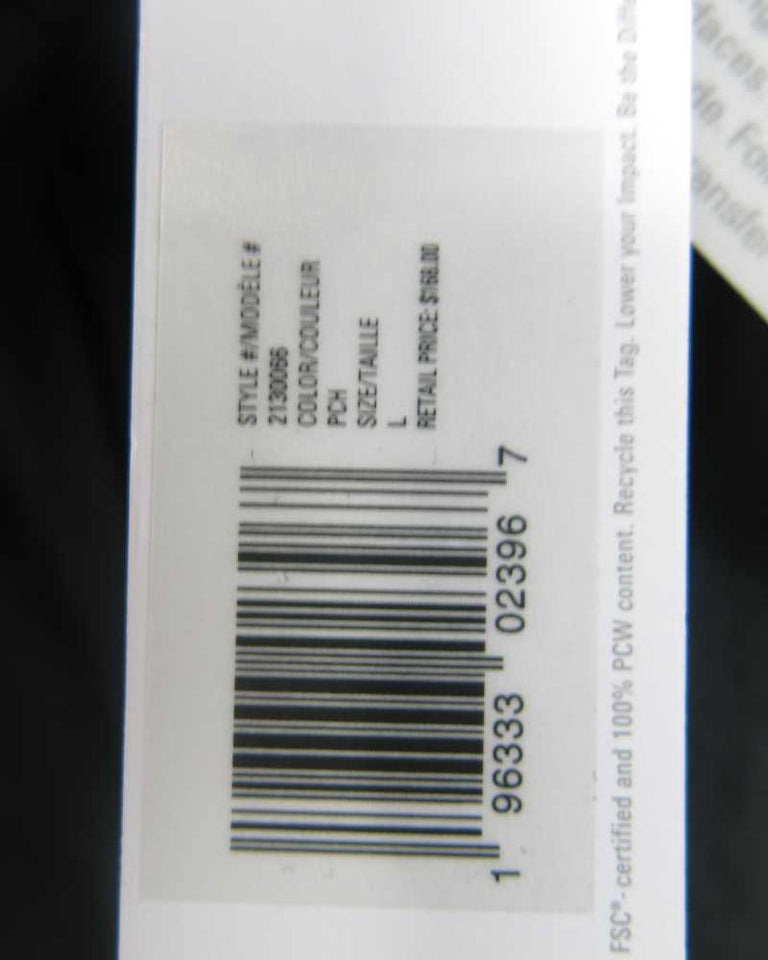 STYLE #/MODÈLE #
2130066
COLOR/COULEUR
PCH
SIZE/TAILLE
L
RETAIL PRICE: $168.00
1 96333 02396 7
FSC®-certified and 100% PCW content. Recycle this Tag. Lower your Impact. Be the